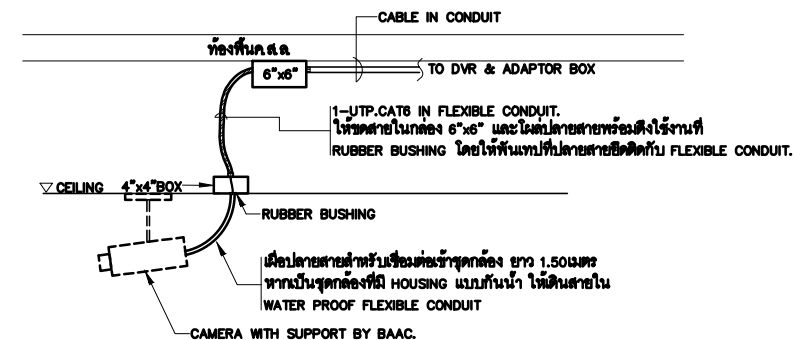 CABLE IN CONDUIT
ท้องพื้นค.ส.ล.
6"x6"
TO DVR & ADAPTOR BOX
1-UTP.CAT6 IN FLEXIBLE CONDUIT.
ให้ขดสายในกล่อง 6"x6" และโผล่ปลายสายพร้อมดึงใช้งานที่
RUBBER BUSHING โดยให้พันเทปที่ปลายสายยึดติดกับ FLEXIBLE CONDUIT.
CEILING
4"x4"BOX
RUBBER BUSHING
เผื่อปลายสายสำหรับเชื่อมต่อเข้าชุดกล้อง ยาว 1.50เมตร
หากเป็นชุดกล้องที่มี HOUSING แบบกันน้ำ ให้เดินสายใน
WATER PROOF FLEXIBLE CONDUIT
CAMERA WITH SUPPORT BY BAAC.